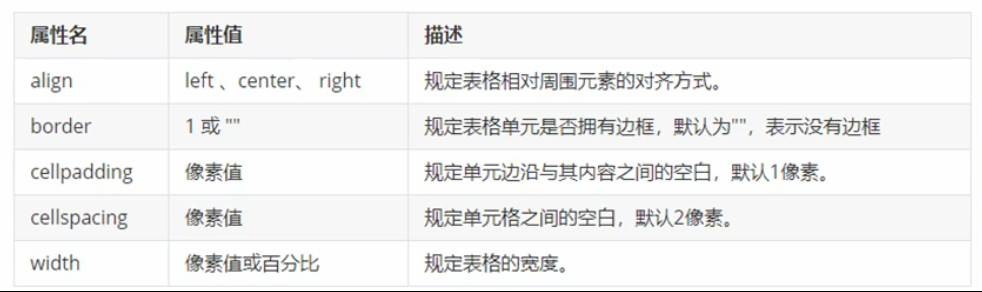 属性名 属性值 描述
align left 、center、 right 规定表格相对周围元素的对齐方式。
border 1 或 "" 规定表格单元是否拥有边框，默认为""，表示没有边框
cellpadding 像素值 规定单元边沿与其内容之间的空白，默认1像素。
cellspacing 像素值 规定单元格之间的空白，默认2像素。
width 像素值或百分比 规定表格的宽度。